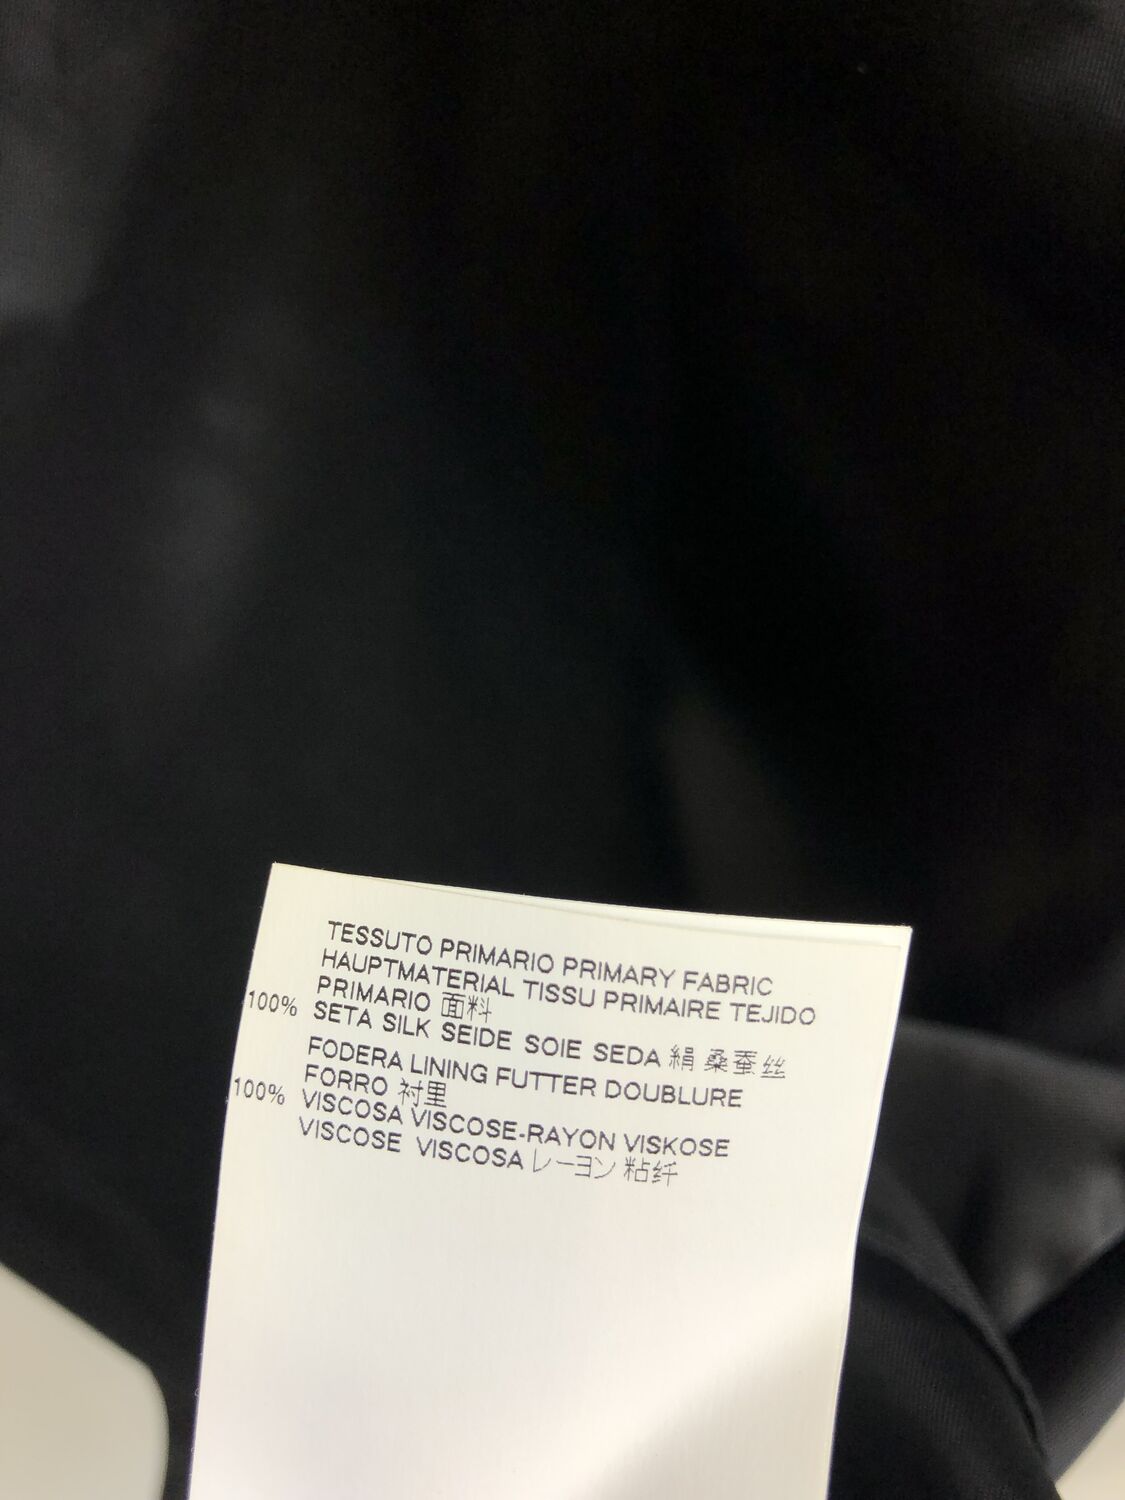 TESSUTO PRIMARIO PRIMARY FABRIC
HAUPTMATERIAL TISSU PRIMAIRE TEJIDO
PRIMARIO 面料
100% SETA SILK SEIDE SOIE SEDA 絹 桑蚕丝
FODERA LINING FUTTER DOUBLURE
FORRO 衬里
100% VISCOSA VISCOSE-RAYON VISKOSE
VISCOSE VISCOSA レーヨン 粘纤